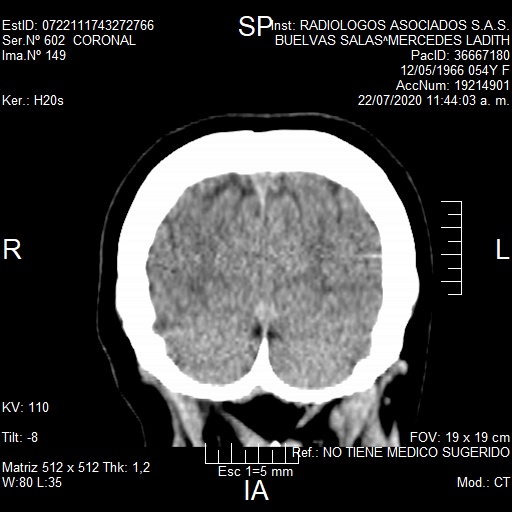 EstID: 0722111743272766
Ser.Nº 602 CORONAL
Ima.Nº 149
Ker.: H20s
SP
Inst: RADIOLOGOS ASOCIADOS S.A.S.
BUELVAS SALAS^MERCEDES LADITH
PacID: 36667180
12/05/1966 054Y F
AccNum: 19214901
22/07/2020 11:44:03 a. m.
R
L
KV: 110
Tilt: -8
Matriz 512 x 512 Thk: 1,2
W:80 L:35
Esc 1=5 mm
IA
FOV: 19 x 19 cm
Ref.: NO TIENE MEDICO SUGERIDO
Mod.: CT